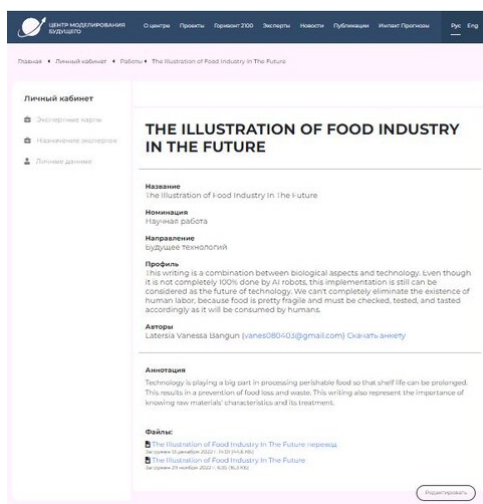 ЦЕНТР МОДЕЛИРОВАНИЯ
БУДУЩЕГО
О центре Проекты Горизонт 2100 Эксперты Новости Публикации Импакт Прогнозы Рус Eng
Главная Личный кабинет Работы The Illustration of Food Industry In The Future
Личный кабинет
Экспертные карты
Назначение экспертов
Личные данные
THE ILLUSTRATION OF FOOD INDUSTRY
IN THE FUTURE
Название
The Illustration of Food Industry In The Future
Номинация
Научная работа
Направление
Будущее технологий
Профиль
This writing is a combination between biological aspects and technology. Even though
it is not completely 100% done by AI robots, this implementation is still can be
considered as the future of technology. We can't completely eliminate the existence of
human labor, because food is pretty fragile and must be checked, tested, and tasted
accordingly as it will be consumed by humans.
Авторы
Latersia Vanessa Bangun (vanes080403@gmail.com) Скачать анкету
Аннотация
Technology is playing a big part in processing perishable food so that shelf life can be prolonged.
This results in a prevention of food loss and waste. This writing also represent the importance of
knowing raw materials' characteristics and its treatment.
Файлы:
The Illustration of Food Industry In The Future перевод
The Illustration of Food Industry In The Future
Редактировать